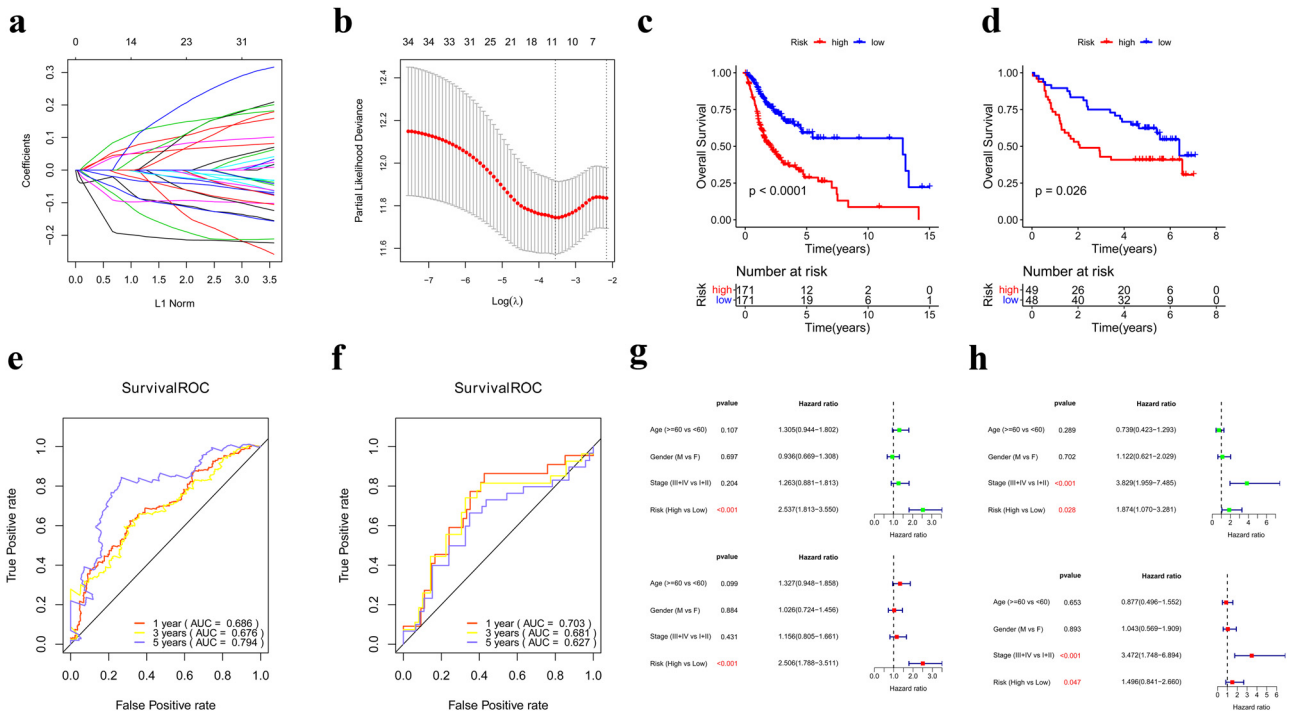 a
0 14 23 31
0.3
0.2
0.1
0.0
−0.1
−0.2
Coefficients
0.0 0.5 1.0 1.5 2.0 2.5 3.0 3.5
L1 Norm
b
34 34 33 31 25 21 18 11 10 7
12.4
12.2
12.0
11.8
11.6
Partial Likelihood Deviance
−7 −6 −5 −4 −3 −2
Log(λ)
c
Risk high low
1.00
0.75
0.50
0.25
0.00
Overall Survival
p < 0.0001
0 5 10 15
Time(years)
Number at risk
Risk
high 171 12 2 0
low 171 19 6 1
0 5 10 15
Time(years)
d
Risk high low
1.00
0.75
0.50
0.25
0.00
Overall Survival
p = 0.026
0 2 4 6 8
Time(years)
Number at risk
Risk
high 49 26 20 6 0
low 48 40 32 9 0
0 2 4 6 8
Time(years)
e
SurvivalROC
1.0
0.8
0.6
0.4
0.2
0.0
True Positive rate
1 year ( AUC = 0.686 )
3 years ( AUC = 0.676 )
5 years ( AUC = 0.794 )
0.0 0.2 0.4 0.6 0.8 1.0
False Positive rate
f
SurvivalROC
1.0
0.8
0.6
0.4
0.2
0.0
True Positive rate
1 year ( AUC = 0.703 )
3 years ( AUC = 0.681 )
5 years ( AUC = 0.627 )
0.0 0.2 0.4 0.6 0.8 1.0
False Positive rate
g
pvalue Hazard ratio
Age (>=60 vs <60) 0.107 1.305(0.944−1.802)
Gender (M vs F) 0.697 0.936(0.669−1.308)
Stage (III+IV vs I+II) 0.204 1.263(0.881−1.813)
Risk (High vs Low) <0.001 2.537(1.813−3.550)
0.0 1.0 2.0 3.0
Hazard ratio
pvalue Hazard ratio
Age (>=60 vs <60) 0.099 1.327(0.948−1.858)
Gender (M vs F) 0.884 1.026(0.724−1.456)
Stage (III+IV vs I+II) 0.431 1.156(0.805−1.661)
Risk (High vs Low) <0.001 2.506(1.788−3.511)
0.0 1.0 2.0 3.0
Hazard ratio
h
pvalue Hazard ratio
Age (>=60 vs <60) 0.289 0.739(0.423−1.293)
Gender (M vs F) 0.702 1.122(0.621−2.029)
Stage (III+IV vs I+II) <0.001 3.829(1.959−7.485)
Risk (High vs Low) 0.028 1.874(1.070−3.281)
0 2 4 6
Hazard ratio
pvalue Hazard ratio
Age (>=60 vs <60) 0.653 0.877(0.496−1.552)
Gender (M vs F) 0.893 1.043(0.569−1.909)
Stage (III+IV vs I+II) <0.001 3.472(1.748−6.894)
Risk (High vs Low) 0.047 1.496(0.841−2.660)
0 1 2 3 4 5 6
Hazard ratio